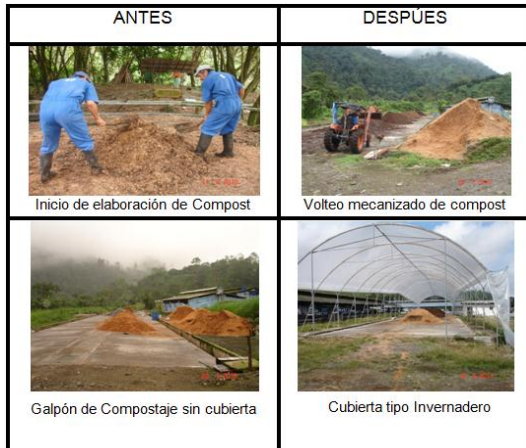 ANTES
DESPÚES
Inicio de elaboración de Compost
Volteo mecanizado de compost
Galpón de Compostaje sin cubierta
Cubierta tipo Invernadero